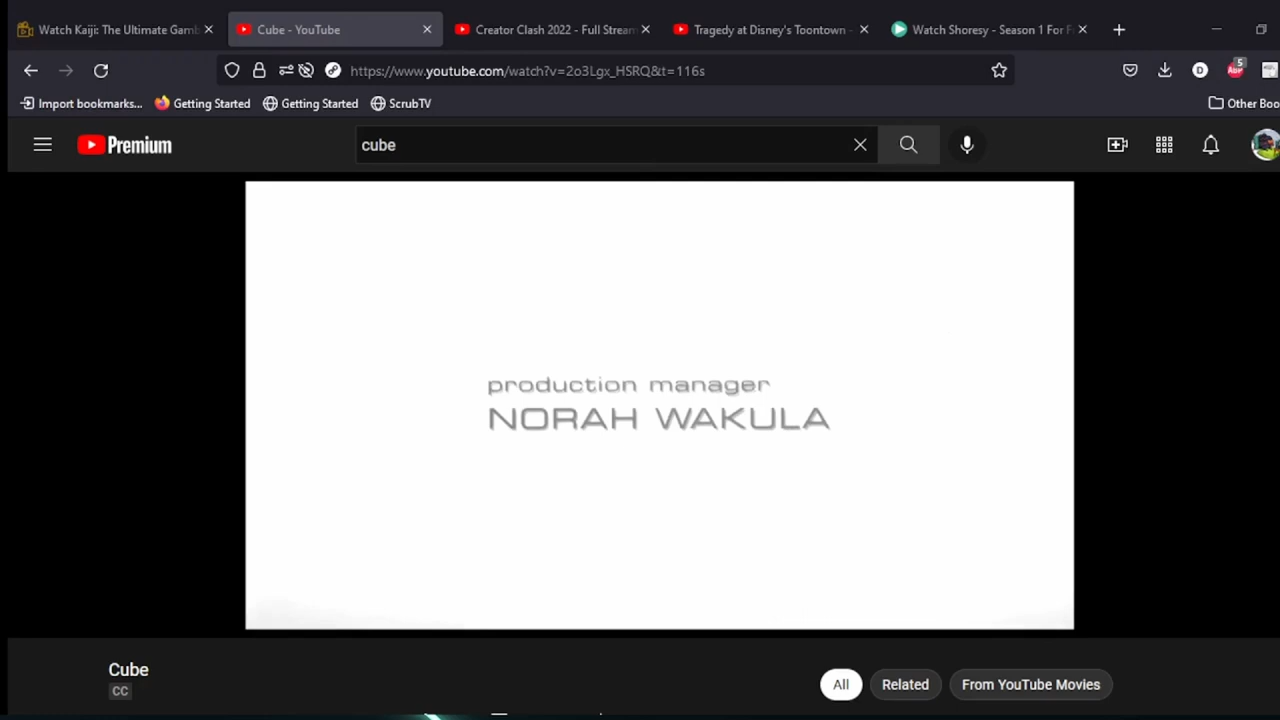 Watch Kaiji: The Ultimate Gamb
Cube - YouTube
Creator Clash 2022 - Full Stream
Tragedy at Disney's Toontown -
Watch Shoresy - Season 1 For F
https://www.youtube.com/watch?v=2o3Lgx_HSRQ&t=116s
D
ABP
5
Import bookmarks...
Getting Started
Getting Started
ScrubTV
Other Boo
Premium
cube
production manager
NORAH WAKULA
Cube
CC
All
Related
From YouTube Movies